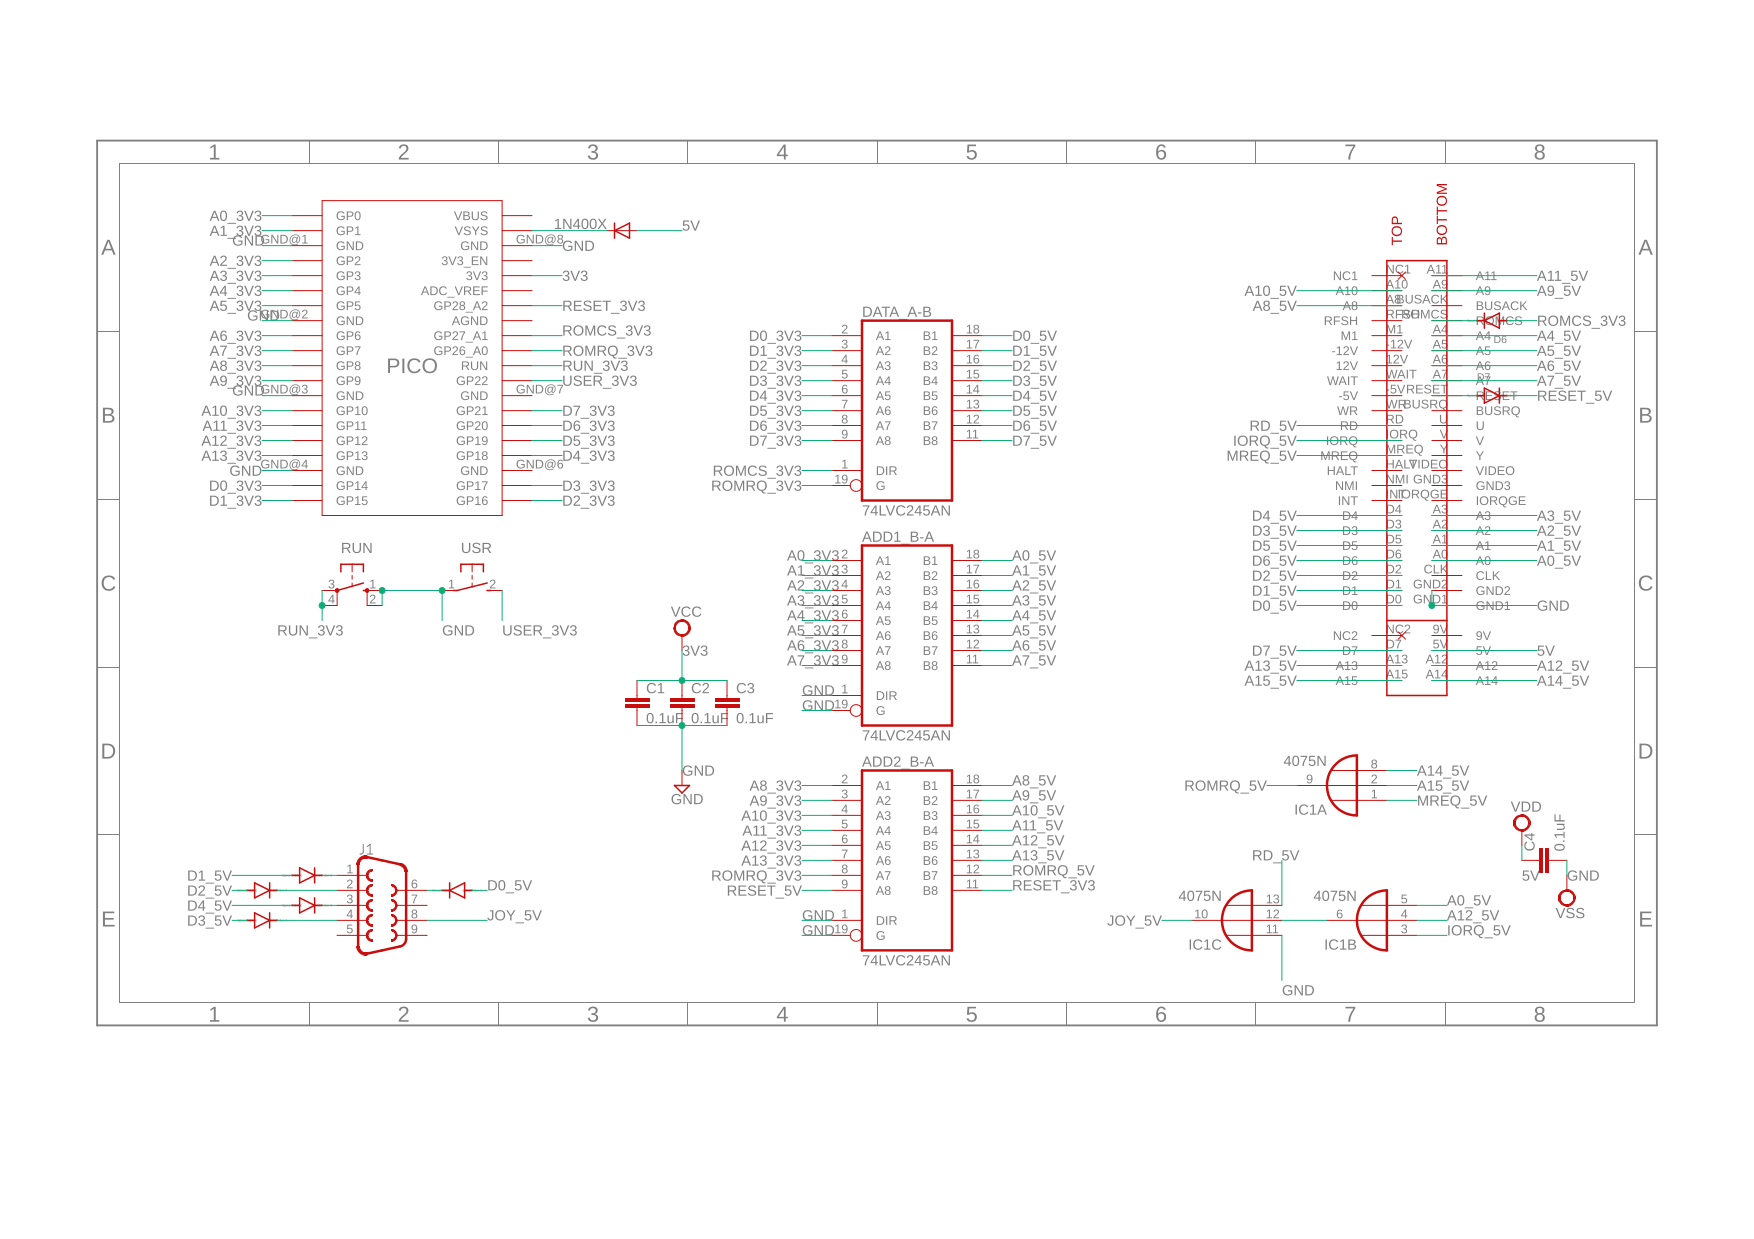 1 2 3 4 5 6 7 8
A
B
C
D
E
A
B
C
D
E
1 2 3 4 5 6 7 8
PICO
A0_3V3 GP0
A1_3V3 GP1
GND GND@1 GND
A2_3V3 GP2
A3_3V3 GP3
A4_3V3 GP4
A5_3V3 GP5
GND GND@2 GND
A6_3V3 GP6
A7_3V3 GP7
A8_3V3 GP8
A9_3V3 GP9
GND GND@3 GND
A10_3V3 GP10
A11_3V3 GP11
A12_3V3 GP12
A13_3V3 GP13
GND GND@4 GND
D0_3V3 GP14
D1_3V3 GP15
VBUS
VSYS 1N400X 5V
GND GND@8 GND
3V3_EN
3V3 3V3
ADC_VREF
GP28_A2 RESET_3V3
AGND
GP27_A1 ROMCS_3V3
GP26_A0 ROMRQ_3V3
RUN RUN_3V3
GP22 USER_3V3
GND GND@7
GP21 D7_3V3
GP20 D6_3V3
GP19 D5_3V3
GP18 D4_3V3
GND GND@6
GP17 D3_3V3
GP16 D2_3V3
RUN USR
3 1 1 2
4 2
RUN_3V3 GND USER_3V3
VCC
3V3
C1 C2 C3
0.1uF 0.1uF 0.1uF
GND
GND
J1
D1_5V 1
D2_5V 2 6 D0_5V
D4_5V 3 7
D3_5V 4 8 JOY_5V
5 9
DATA_A-B
D0_3V3 2 A1 B1 18 D0_5V
D1_3V3 3 A2 B2 17 D1_5V
D2_3V3 4 A3 B3 16 D2_5V
D3_3V3 5 A4 B4 15 D3_5V
D4_3V3 6 A5 B5 14 D4_5V
D5_3V3 7 A6 B6 13 D5_5V
D6_3V3 8 A7 B7 12 D6_5V
D7_3V3 9 A8 B8 11 D7_5V
ROMCS_3V3 1 DIR
ROMRQ_3V3 19 G
74LVC245AN
ADD1_B-A
A0_3V3 2 A1 B1 18 A0_5V
A1_3V3 3 A2 B2 17 A1_5V
A2_3V3 4 A3 B3 16 A2_5V
A3_3V3 5 A4 B4 15 A3_5V
A4_3V3 6 A5 B5 14 A4_5V
A5_3V3 7 A6 B6 13 A5_5V
A6_3V3 8 A7 B7 12 A6_5V
A7_3V3 9 A8 B8 11 A7_5V
GND 1 DIR
GND 19 G
74LVC245AN
ADD2_B-A
A8_3V3 2 A1 B1 18 A8_5V
A9_3V3 3 A2 B2 17 A9_5V
A10_3V3 4 A3 B3 16 A10_5V
A11_3V3 5 A4 B4 15 A11_5V
A12_3V3 6 A5 B5 14 A12_5V
A13_3V3 7 A6 B6 13 A13_5V
ROMRQ_3V3 8 A7 B7 12 ROMRQ_5V
RESET_5V 9 A8 B8 11 RESET_3V3
GND 1 DIR
GND 19 G
74LVC245AN
TOP BOTTOM
NC1 NC1 A11 A11 A11_5V
A10_5V A10 A10 A9 A9 A9_5V
A8_5V A8 A8 BUSACK BUSACK
RFSH RFSH ROMCS ROMCS ROMCS_3V3
M1 M1 A4 A4 D6 A4_5V
-12V -12V A5 A5 A5_5V
12V 12V A6 A6 A6_5V
WAIT WAIT A7 A7 D7 A7_5V
-5V -5V RESET RESET RESET_5V
WR WR BUSRQ BUSRQ
RD_5V RD RD U U
IORQ_5V IORQ IORQ V V
MREQ_5V MREQ MREQ Y Y
HALT HALT VIDEO VIDEO
NMI NMI GND3 GND3
INT INT IORQGE IORQGE
D4_5V D4 D4 A3 A3 A3_5V
D3_5V D3 D3 A2 A2 A2_5V
D5_5V D5 D5 A1 A1 A1_5V
D6_5V D6 D6 A0 A0 A0_5V
D2_5V D2 D2 CLK CLK
D1_5V D1 D1 GND2 GND2
D0_5V D0 D0 GND1 GND1 GND
NC2 NC2 9V 9V
D7_5V D7 D7 5V 5V 5V
A13_5V A13 A13 A12 A12 A12_5V
A15_5V A15 A15 A14 A14 A14_5V
4075N
ROMRQ_5V 9 8 A14_5V
2 A15_5V
1 MREQ_5V
IC1A
RD_5V
4075N 13
JOY_5V 10 12
11
IC1C
GND
4075N 5 A0_5V
6 4 A12_5V
3 IORQ_5V
IC1B
VDD
C4 0.1uF
5V GND
VSS